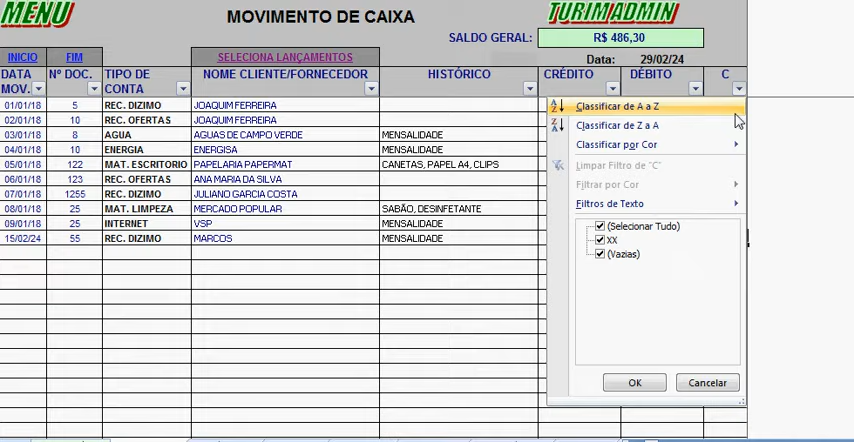 MENU
MOVIMENTO DE CAIXA
TURIMADMIN
SALDO GERAL: R$ 486,30
INICIO FIM SELECIONA LANÇAMENTOS Data: 29/02/24
DATA MOV. Nº DOC. TIPO DE CONTA NOME CLIENTE/FORNECEDOR HISTÓRICO CRÉDITO DÉBITO C
01/01/18 5 REC. DIZIMO JOAQUIM FERREIRA
02/01/18 10 REC. OFERTAS JOAQUIM FERREIRA
03/01/18 8 AGUA AGUAS DE CAMPO VERDE MENSALIDADE
04/01/18 10 ENERGIA ENERGISA MENSALIDADE
05/01/18 122 MAT. ESCRITORIO PAPELARIA PAPERMAT CANETAS, PAPEL A4, CLIPS
06/01/18 123 REC. OFERTAS ANA MARIA DA SILVA
07/01/18 1255 REC. DIZIMO JULIANO GARCIA COSTA
08/01/18 25 MAT. LIMPEZA MERCADO POPULAR SABÃO, DESINFETANTE
09/01/18 25 INTERNET VSP MENSALIDADE
15/02/24 55 REC. DIZIMO MARCOS MENSALIDADE
Classificar de A a Z
Classificar de Z a A
Classificar por Cor
Limpar Filtro de "C"
Filtrar por Cor
Filtros de Texto
(Selecionar Tudo)
XX
(Vazias)
OK Cancelar